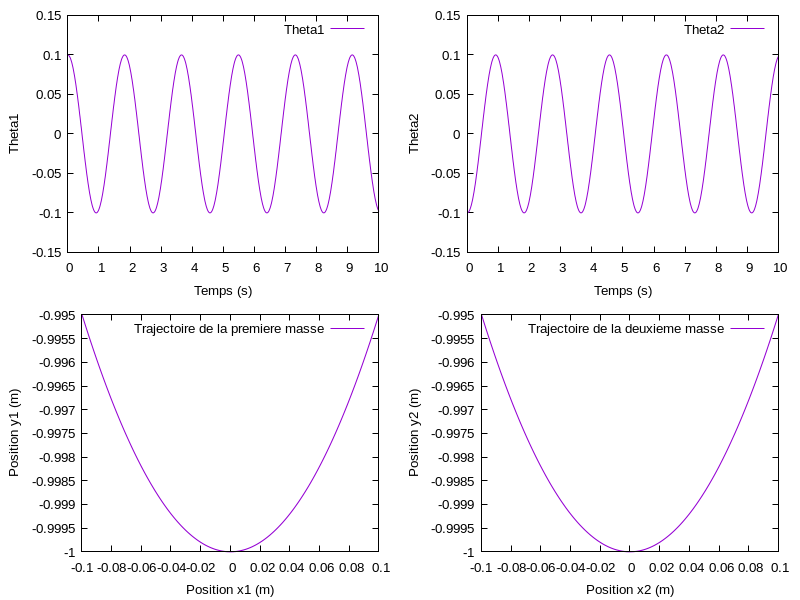 0.15
0.1
0.05
0
-0.05
-0.1
-0.15
0 1 2 3 4 5 6 7 8 9 10
Theta1
Temps (s)
Theta1
0.15
0.1
0.05
0
-0.05
-0.1
-0.15
0 1 2 3 4 5 6 7 8 9 10
Theta2
Temps (s)
Theta2
-0.995
-0.9955
-0.996
-0.9965
-0.997
-0.9975
-0.998
-0.9985
-0.999
-0.9995
-1
-0.1 -0.08 -0.06 -0.04 -0.02 0 0.02 0.04 0.06 0.08 0.1
Position y1 (m)
Position x1 (m)
Trajectoire de la premiere masse
-0.995
-0.9955
-0.996
-0.9965
-0.997
-0.9975
-0.998
-0.9985
-0.999
-0.9995
-1
-0.1 -0.08 -0.06 -0.04 -0.02 0 0.02 0.04 0.06 0.08 0.1
Position y2 (m)
Position x2 (m)
Trajectoire de la deuxieme masse